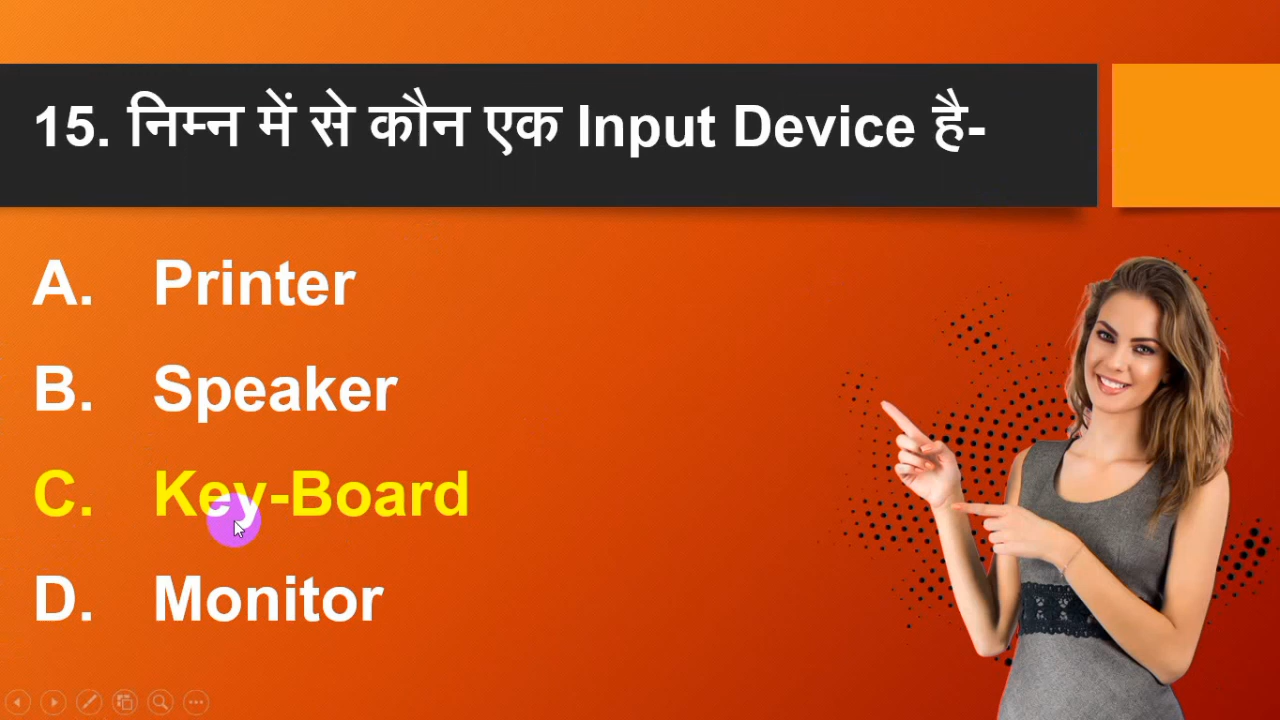 15. निम्न में से कौन एक Input Device है-
A. Printer
B. Speaker
C. Key-Board
D. Monitor